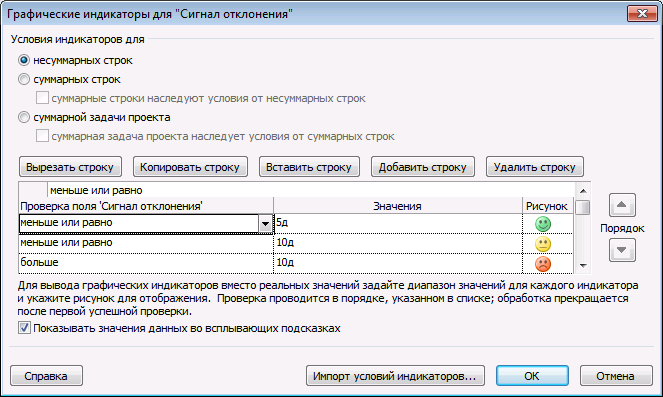 Графические индикаторы для "Сигнал отклонения"
Условия индикаторов для
несуммарных строк
суммарных строк
суммарные строки наследуют условия от несуммарных строк
суммарной задачи проекта
суммарная задача проекта наследует условия от суммарных строк
Вырезать строку Копировать строку Вставить строку Добавить строку Удалить строку
меньше или равно
Проверка поля 'Сигнал отклонения' Значения Рисунок
меньше или равно 5д
меньше или равно 10д
больше 10д
Порядок
Для вывода графических индикаторов вместо реальных значений задайте диапазон значений для каждого индикатора
и укажите рисунок для отображения. Проверка проводится в порядке, указанном в списке; обработка прекращается
после первой успешной проверки.
Показывать значения данных во всплывающих подсказках
Справка Импорт условий индикаторов... ОК Отмена